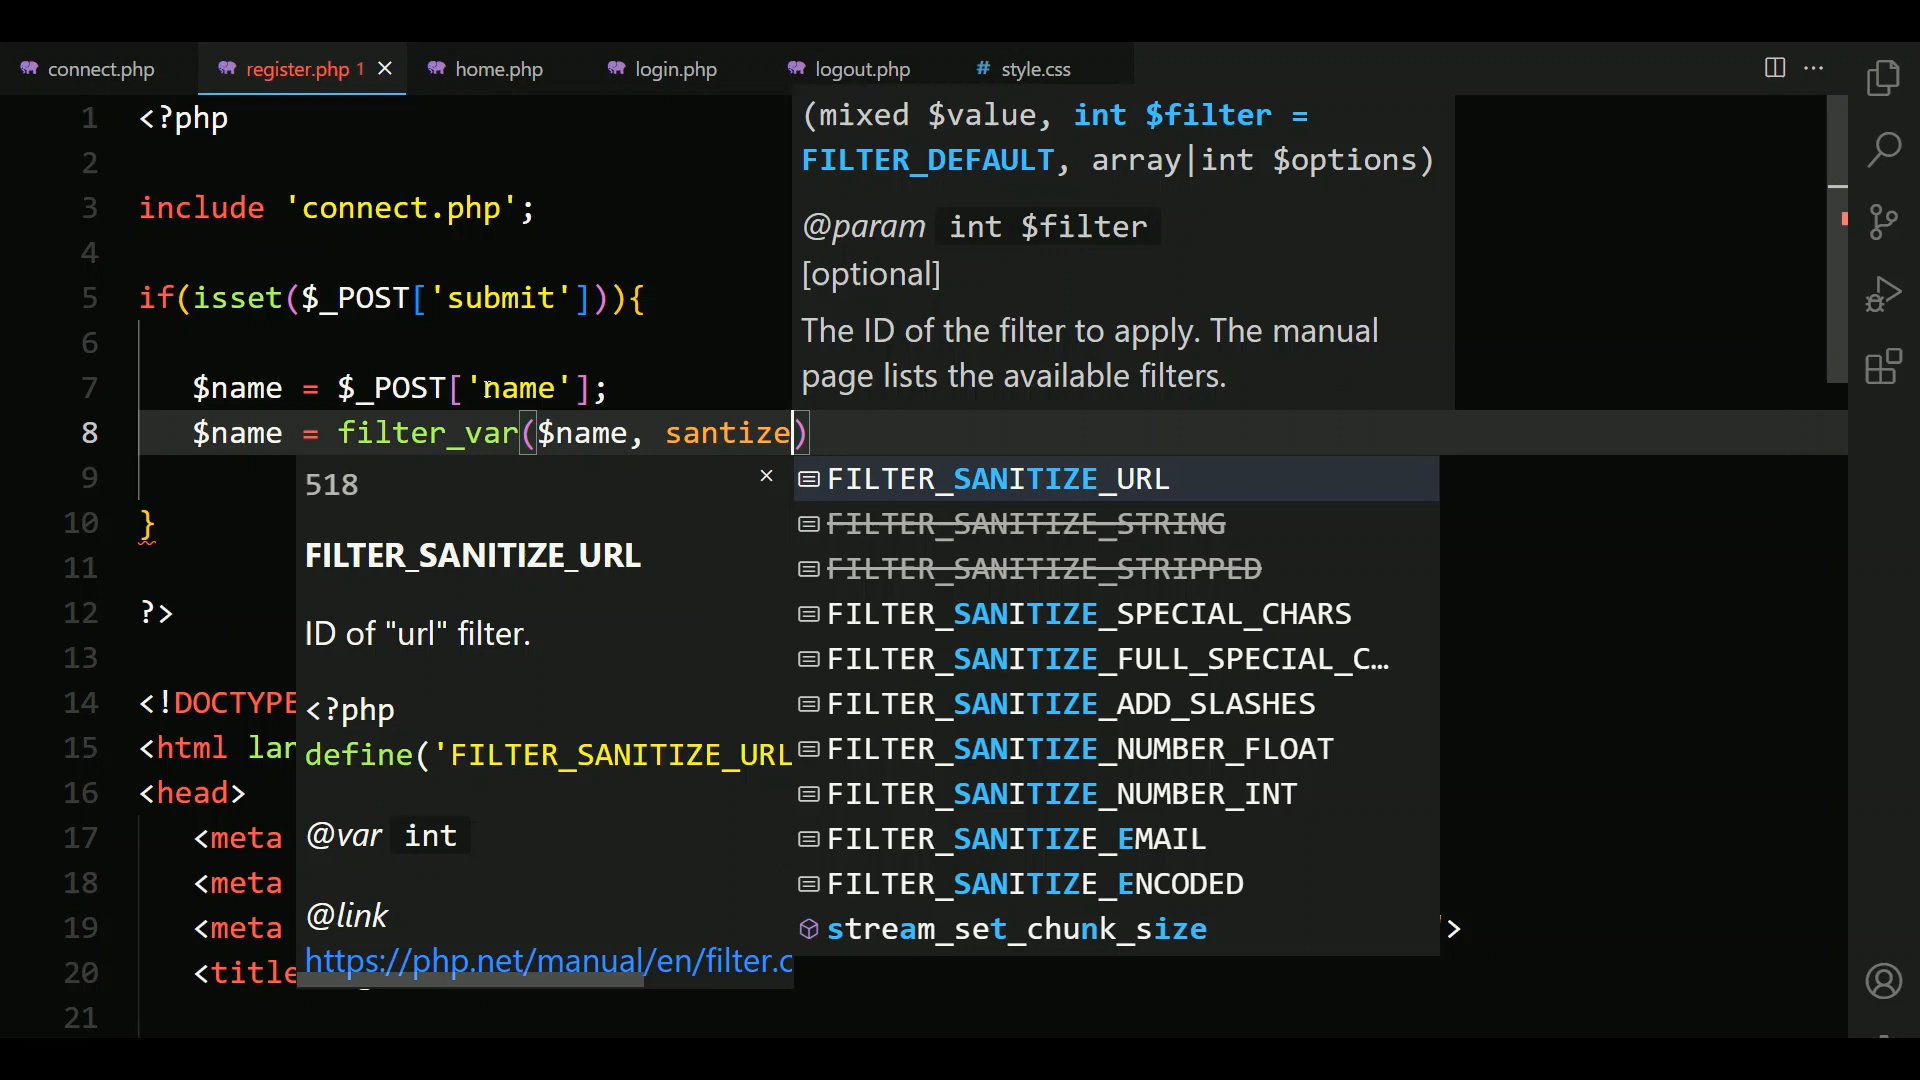 connect.php register.php 1 home.php login.php logout.php # style.css
(mixed $value, int $filter =
FILTER_DEFAULT, array|int $options)
@param int $filter
[optional]
The ID of the filter to apply. The manual
page lists the available filters.
1 <?php
2
3 include 'connect.php';
4
5 if(isset($_POST['submit'])){
6
7 $name = $_POST['name'];
8 $name = filter_var($name, santize)
9
10 }
11
12 ?>
13
14 <!DOCTYPE
15 <html lan
16 <head>
17 <meta
18 <meta
19 <meta >
20 <title
21
518
FILTER_SANITIZE_URL
ID of "url" filter.
<?php
define('FILTER_SANITIZE_URL
@var int
@link
https://php.net/manual/en/filter.c
FILTER_SANITIZE_URL
FILTER_SANITIZE_STRING
FILTER_SANITIZE_STRIPPED
FILTER_SANITIZE_SPECIAL_CHARS
FILTER_SANITIZE_FULL_SPECIAL_C…
FILTER_SANITIZE_ADD_SLASHES
FILTER_SANITIZE_NUMBER_FLOAT
FILTER_SANITIZE_NUMBER_INT
FILTER_SANITIZE_EMAIL
FILTER_SANITIZE_ENCODED
stream_set_chunk_size